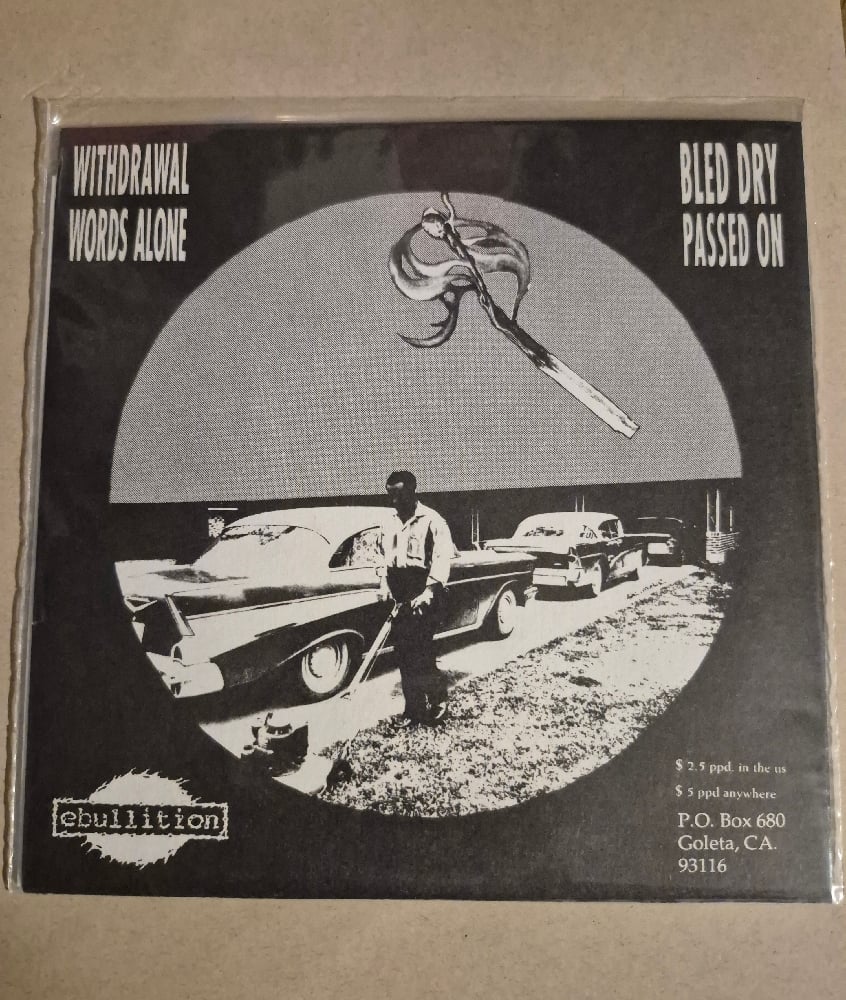 WITHDRAWAL
WORDS ALONE
BLED DRY
PASSED ON
ebullition
$ 2.5 ppd. in the us
$ 5 ppd anywhere
P.O. Box 680
Goleta, CA.
93116